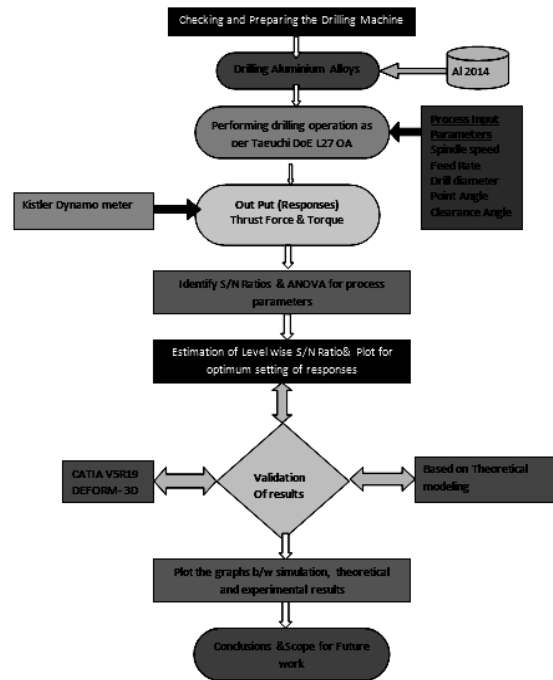 Checking and Preparing the Drilling Machine
Drilling Aluminium Alloys
Al 2014
Performing drilling operation as
per Taguchi DoE L27 OA
Process Input
Parameters
Spindle speed
Feed Rate
Drill diameter
Point Angle
Clearance Angle
Kistler Dynamo meter
Out Put (Responses)
Thrust Force & Torque
Identify S/N Ratios & ANOVA for process
parameters
Estimation of Level wise S/N Ratio& Plot for
optimum setting of responses
CATIA V5R19
DEFORM-3D
Validation
Of results
Based on Theoretical
modeling
Plot the graphs b/w simulation, theoretical
and experimental results
Conclusions &Scope for Future
work